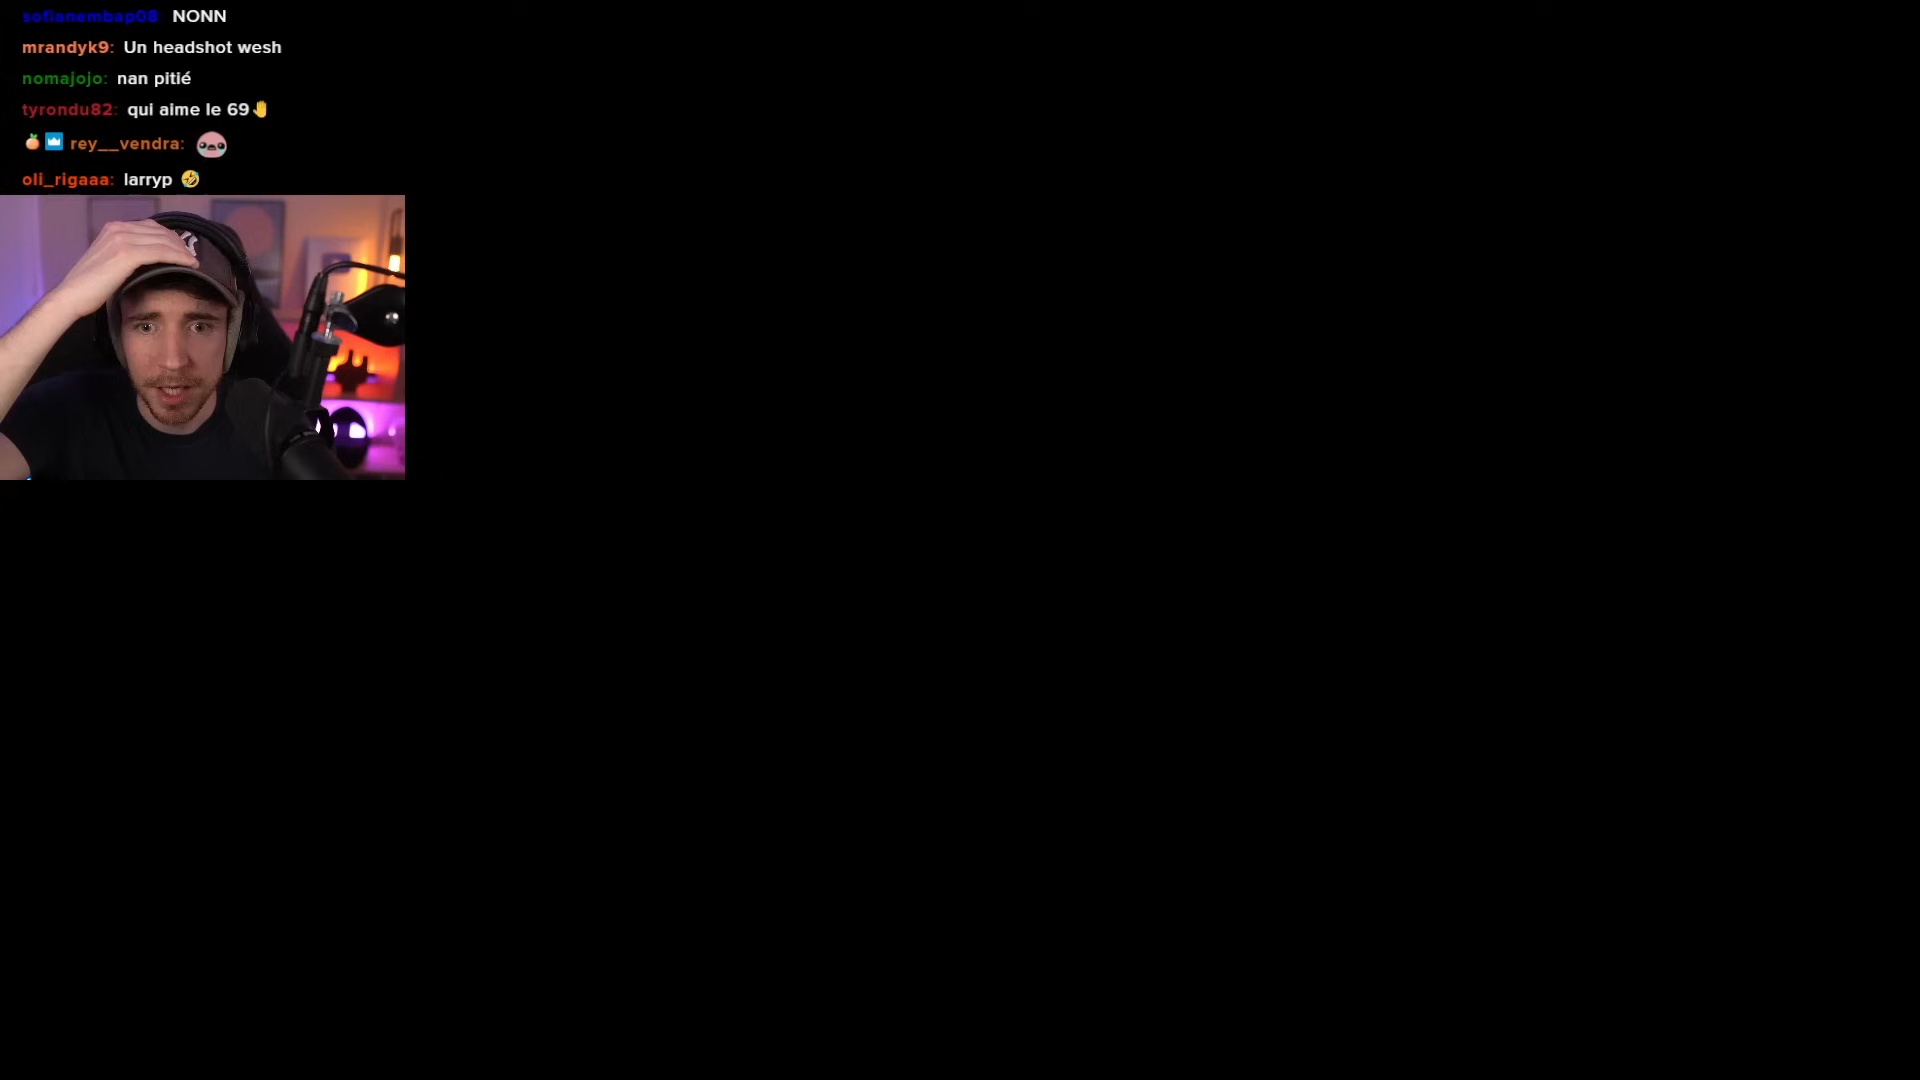 sofianembap08 NONN
mrandyk9: Un headshot wesh
nomajojo: nan pitié
tyrondu82: qui aime le 69🤚
rey__vendra:
oli_rigaaa: larryp 🤣